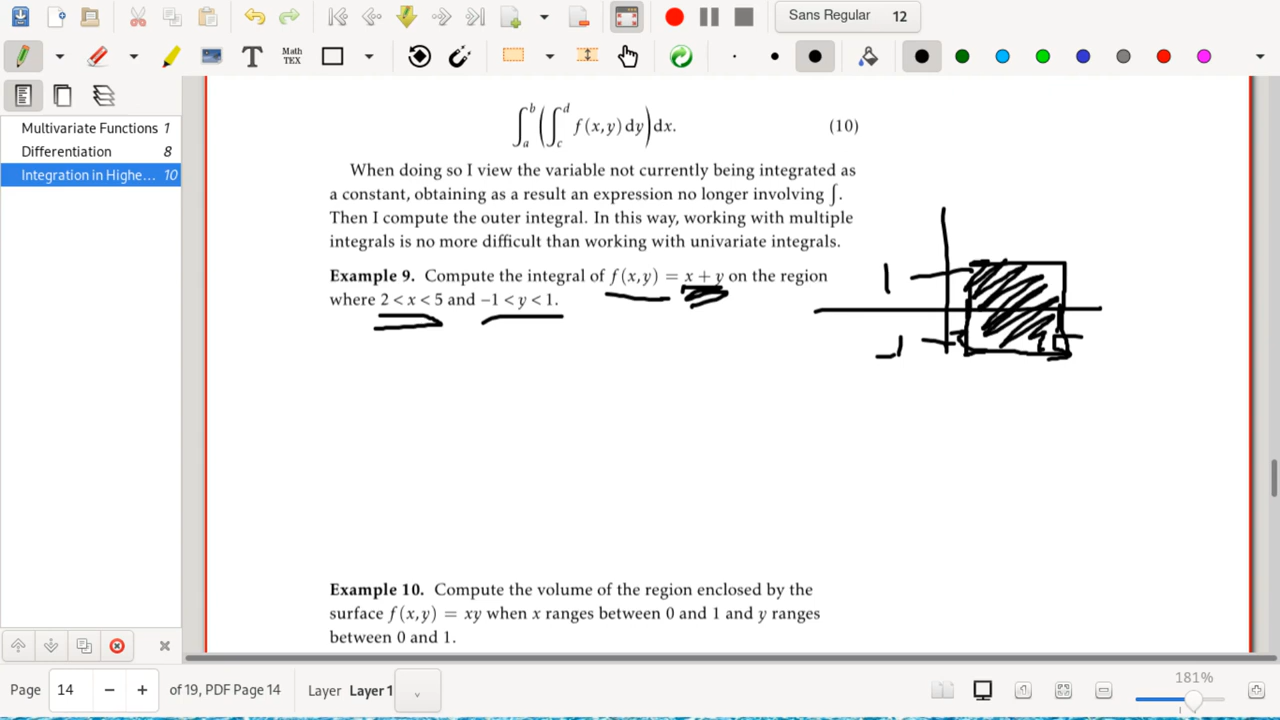 Sans Regular 12
T Math TEX
Multivariate Functions 1
Differentiation 8
Integration in Highe... 10
∫_a^b (∫_c^d f(x,y) dy) dx. (10)
When doing so I view the variable not currently being integrated as
a constant, obtaining as a result an expression no longer involving ∫.
Then I compute the outer integral. In this way, working with multiple
integrals is no more difficult than working with univariate integrals.
Example 9. Compute the integral of f(x,y) = x + y on the region
where 2 < x < 5 and −1 < y < 1.
1
-1
5
Example 10. Compute the volume of the region enclosed by the
surface f(x,y) = xy when x ranges between 0 and 1 and y ranges
between 0 and 1.
Page 14 of 19, PDF Page 14 Layer Layer 1
181%